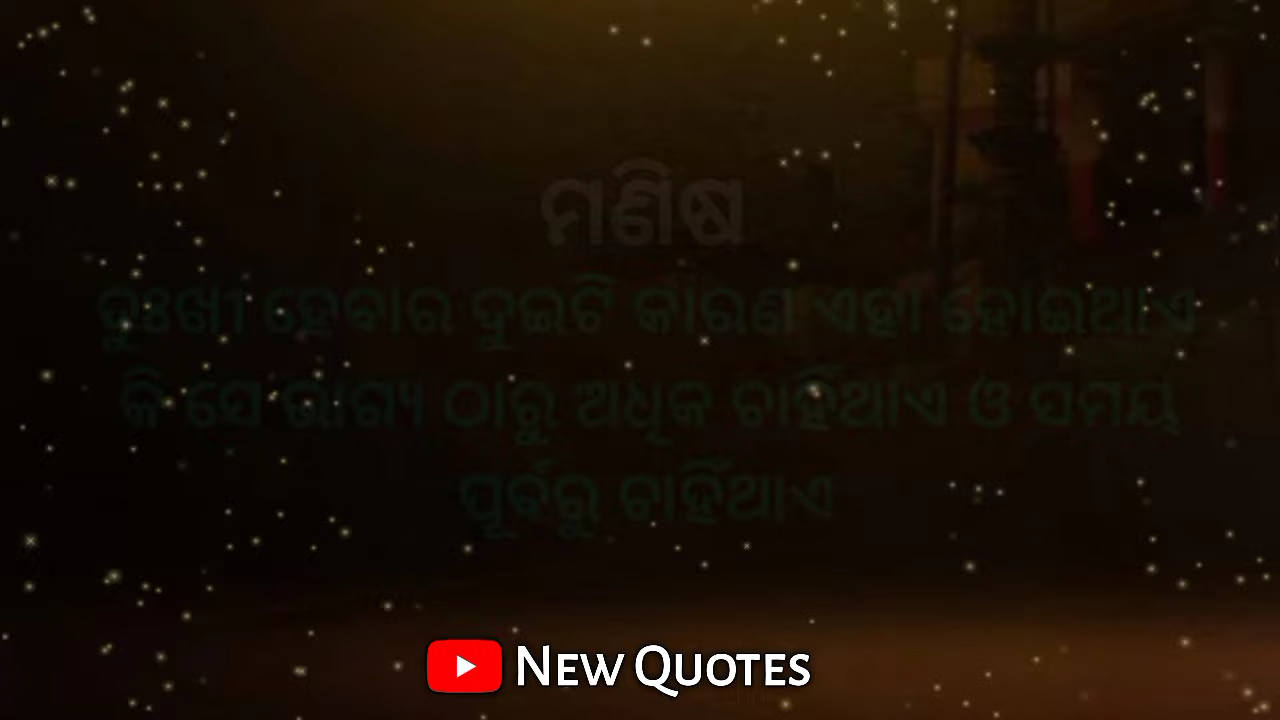 ମଣିଷ
ଦୁଃଖୀ ହେବାର ଦୁଇଟି କାରଣ ଏହା ହୋଇଥାଏ
କି ସେ ଭାଗ୍ୟ ଠାରୁ ଅଧିକ ଚାହିଁଥାଏ ଓ ସମୟ
ପୂର୍ବରୁ ଚାହିଁଥାଏ
NEW QUOTES